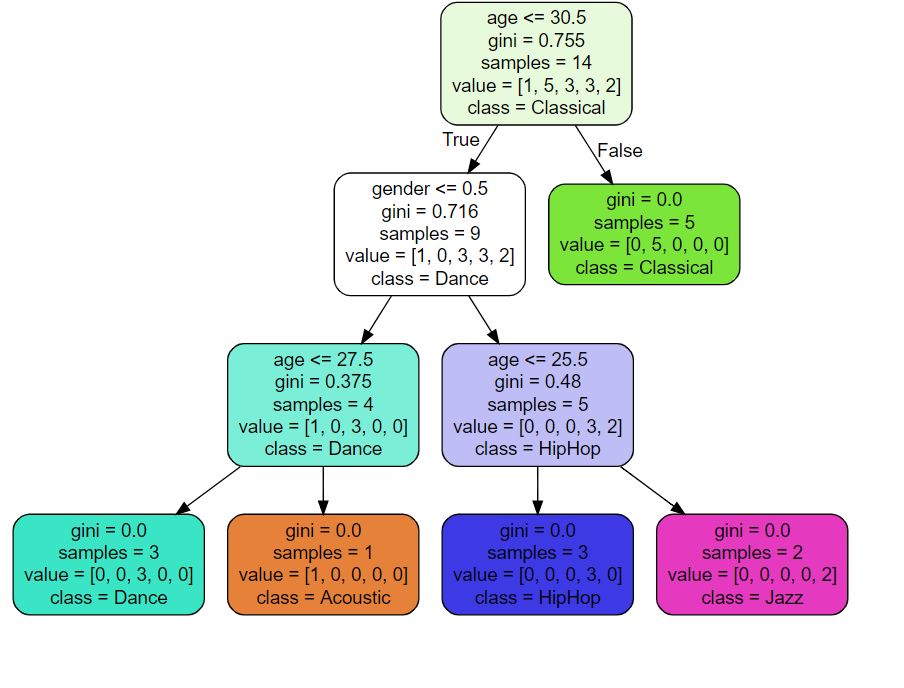 age <= 30.5
gini = 0.755
samples = 14
value = [1, 5, 3, 3, 2]
class = Classical
True
False
gender <= 0.5
gini = 0.716
samples = 9
value = [1, 0, 3, 3, 2]
class = Dance
gini = 0.0
samples = 5
value = [0, 5, 0, 0, 0]
class = Classical
age <= 27.5
gini = 0.375
samples = 4
value = [1, 0, 3, 0, 0]
class = Dance
age <= 25.5
gini = 0.48
samples = 5
value = [0, 0, 0, 3, 2]
class = HipHop
gini = 0.0
samples = 3
value = [0, 0, 3, 0, 0]
class = Dance
gini = 0.0
samples = 1
value = [1, 0, 0, 0, 0]
class = Acoustic
gini = 0.0
samples = 3
value = [0, 0, 0, 3, 0]
class = HipHop
gini = 0.0
samples = 2
value = [0, 0, 0, 0, 2]
class = Jazz